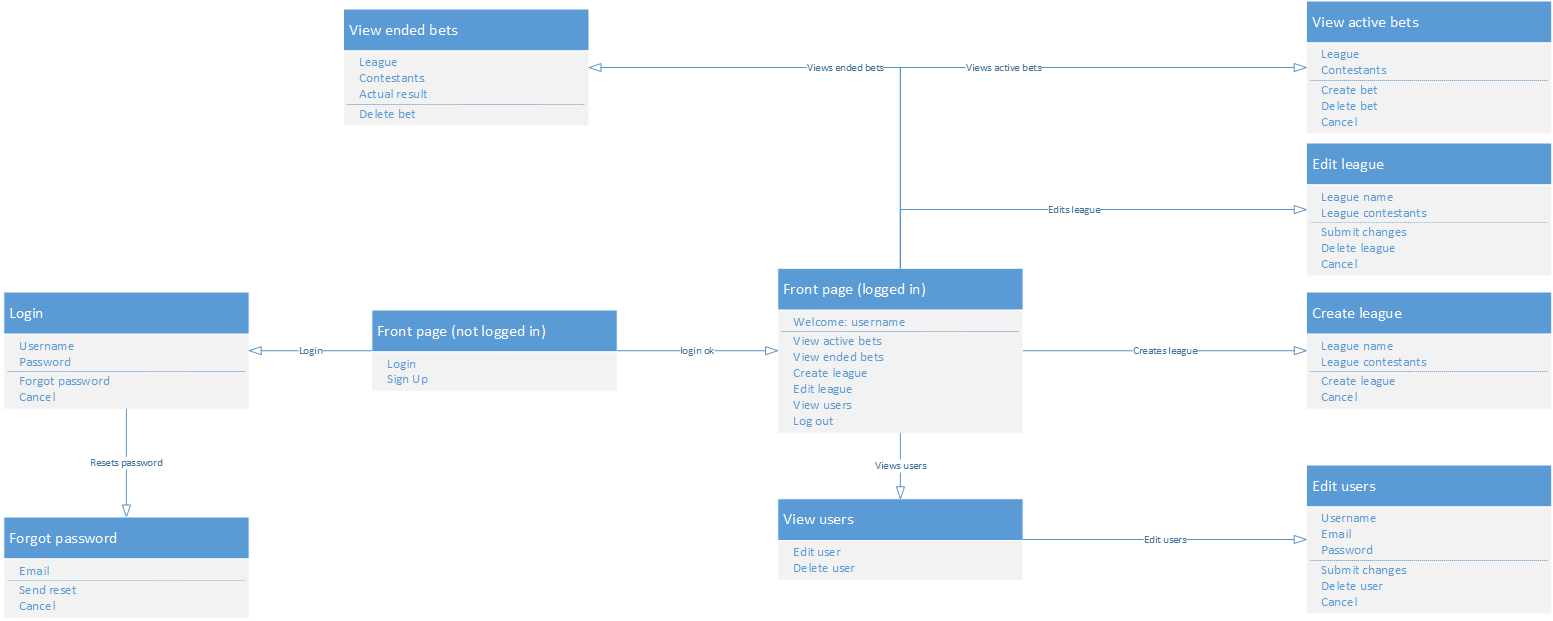 View ended bets
League
Contestants
Actual result
Delete bet
Views ended bets
Views active bets
View active bets
League
Contestants
Create bet
Delete bet
Cancel
Edits league
Edit league
League name
League contestants
Submit changes
Delete league
Cancel
Login
Username
Password
Forgot password
Cancel
Login
Front page (not logged in)
Login
Sign Up
login ok
Front page (logged in)
Welcome: username
View active bets
View ended bets
Create league
Edit league
View users
Log out
Creates league
Create league
League name
League contestants
Create league
Cancel
Resets password
Forgot password
Email
Send reset
Cancel
Views users
View users
Edit user
Delete user
Edit users
Edit users
Username
Email
Password
Submit changes
Delete user
Cancel